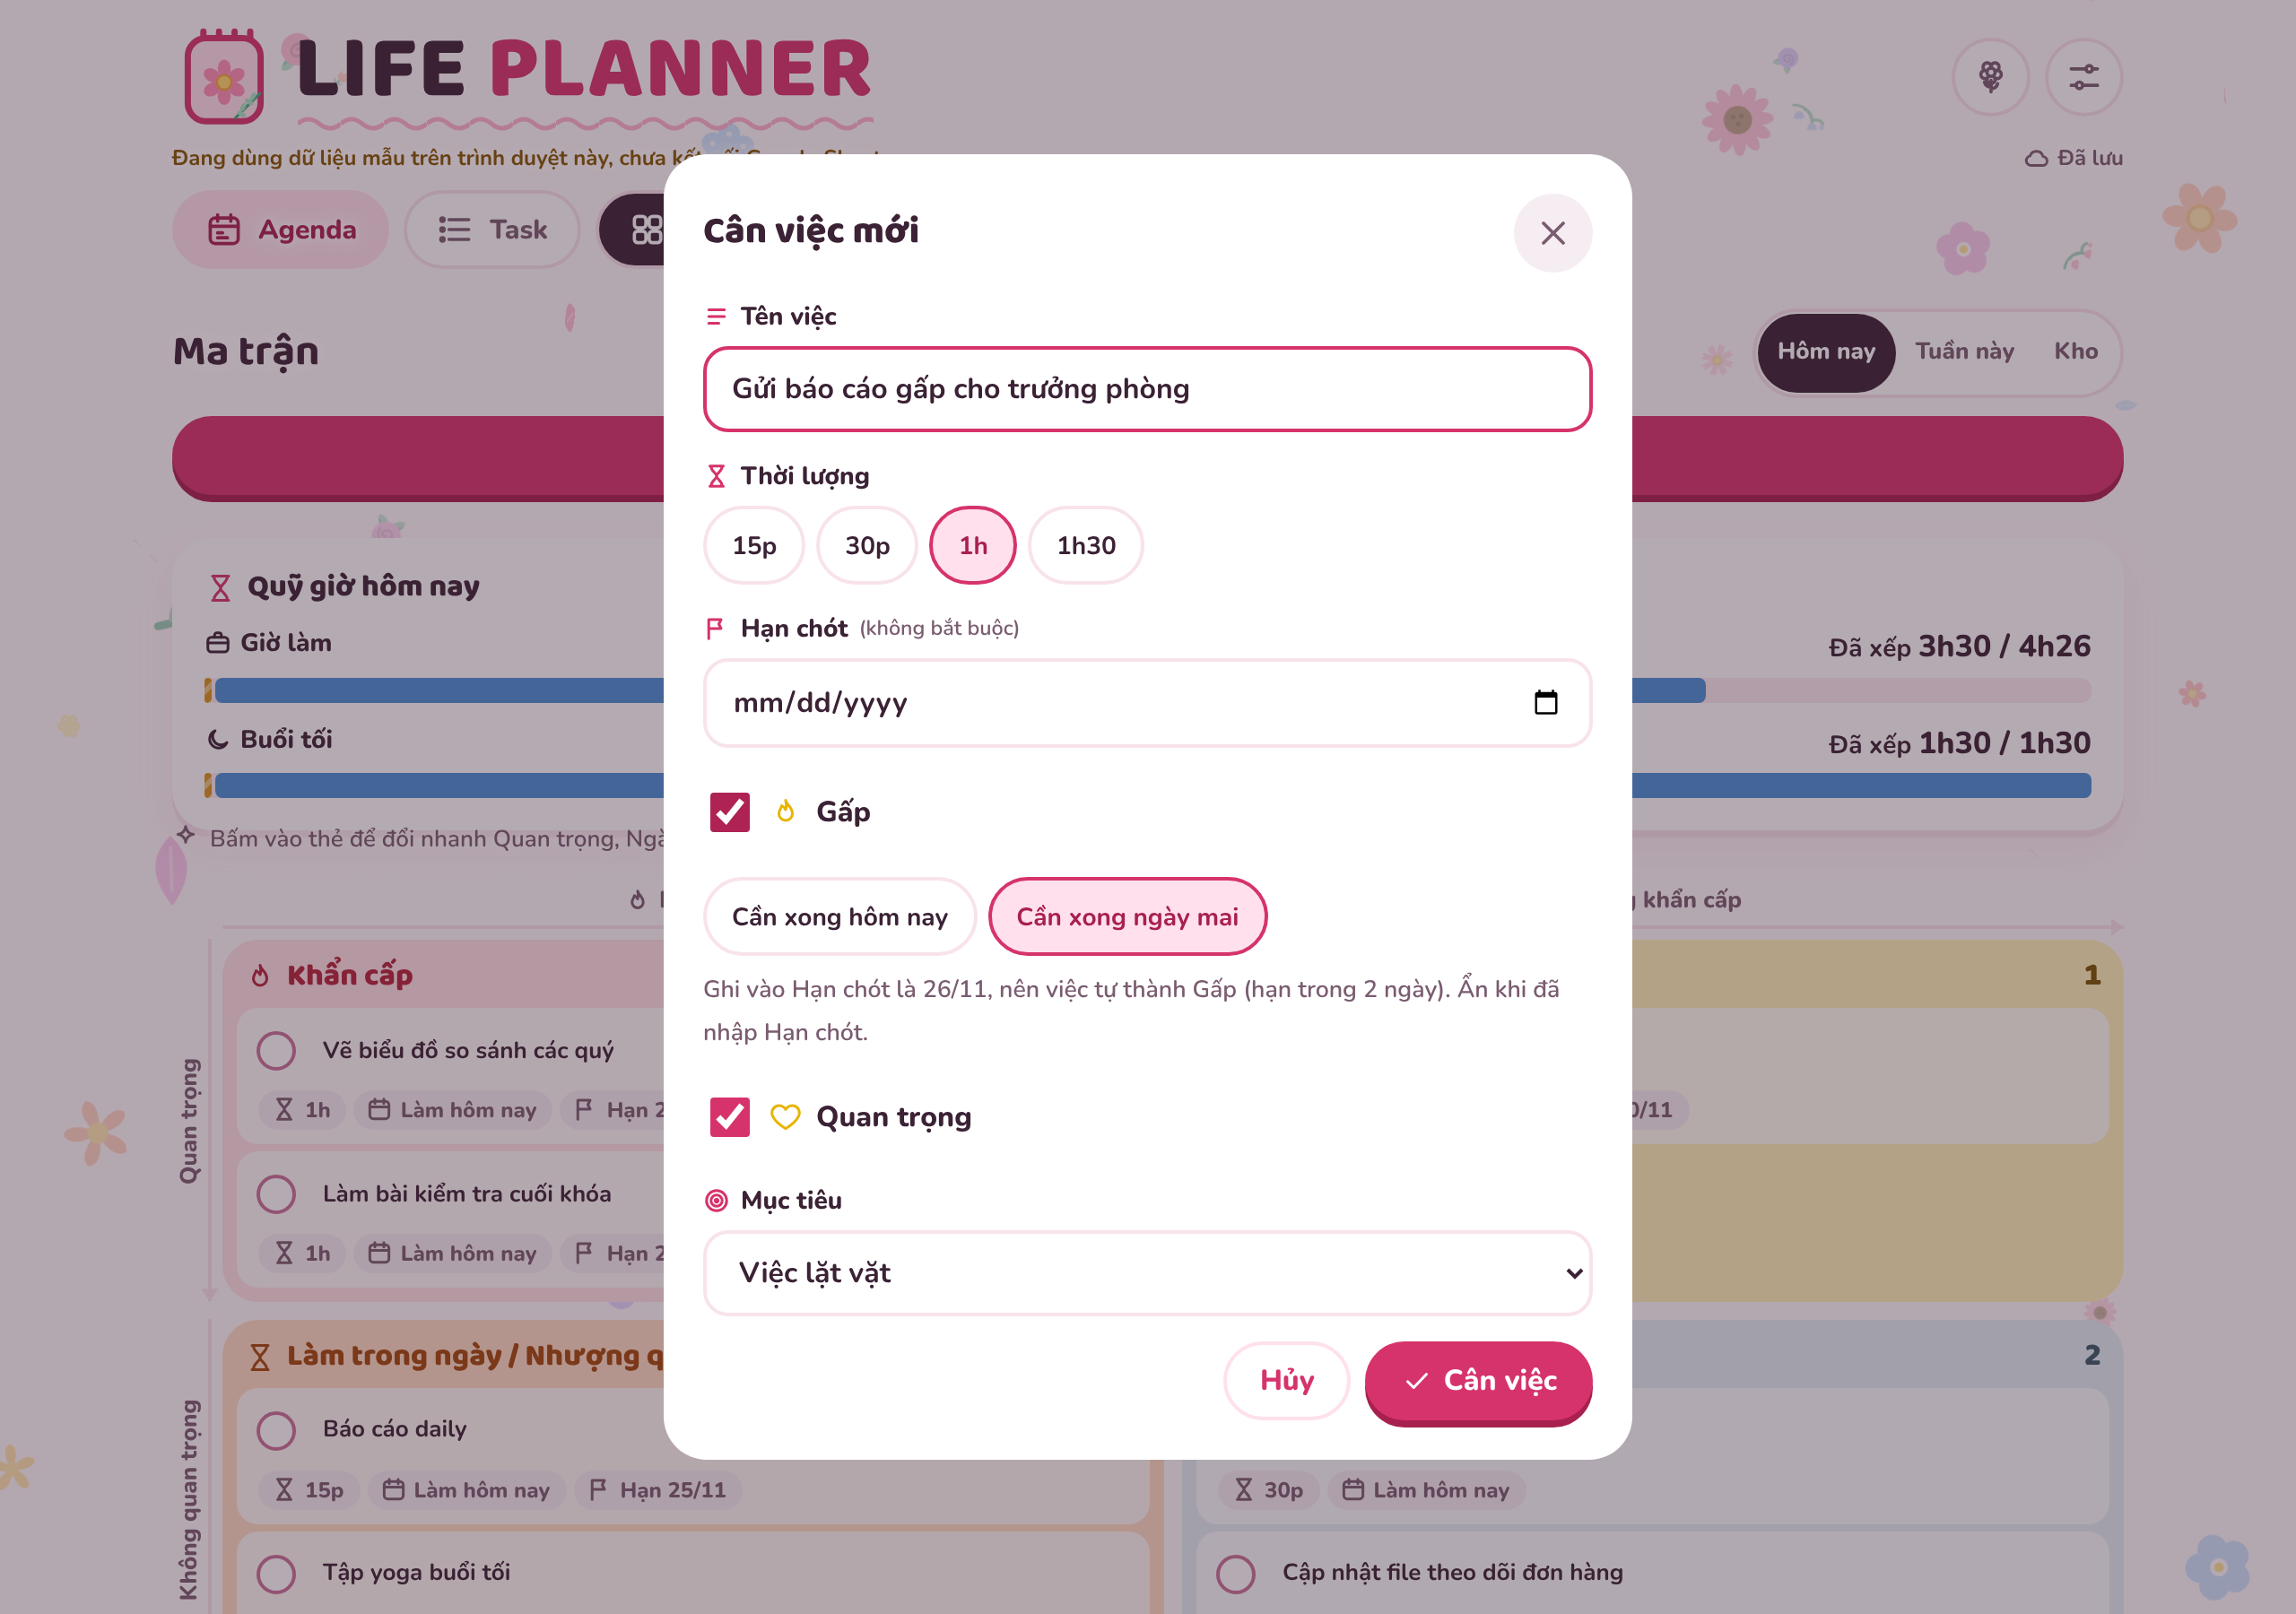 LIFE PLANNER
Đang dùng dữ liệu mẫu trên trình duyệt này, chưa
Đã lưu
Agenda
Task
Ma trận
Hôm nay
Tuần này
Kho
Quỹ giờ hôm nay
Giờ làm
Đã xếp 3h30 / 4h26
Buổi tối
Đã xếp 1h30 / 1h30
Bấm vào thẻ để đổi nhanh Quan trọng,
khẩn cấp
Quan trọng
Khẩn cấp
1
Vẽ biểu đồ so sánh các quý
1h
Làm hôm nay
Hạn 2
/11
Làm bài kiểm tra cuối khóa
1h
Làm hôm nay
Hạn 2
Không quan trọng
Làm trong ngày / Nhượng q
2
Báo cáo daily
15p
Làm hôm nay
Hạn 25/11
30p
Làm hôm nay
Tập yoga buổi tối
Cập nhật file theo dõi đơn hàng
Cân việc mới
Tên việc
Gửi báo cáo gấp cho trưởng phòng
Thời lượng
15p
30p
1h
1h30
Hạn chót (không bắt buộc)
mm/dd/yyyy
Gấp
Cần xong hôm nay
Cần xong ngày mai
Ghi vào Hạn chót là 26/11, nên việc tự thành Gấp (hạn trong 2 ngày). Ẩn khi đã
nhập Hạn chót.
Quan trọng
Mục tiêu
Việc lặt vặt
Hủy
Cân việc